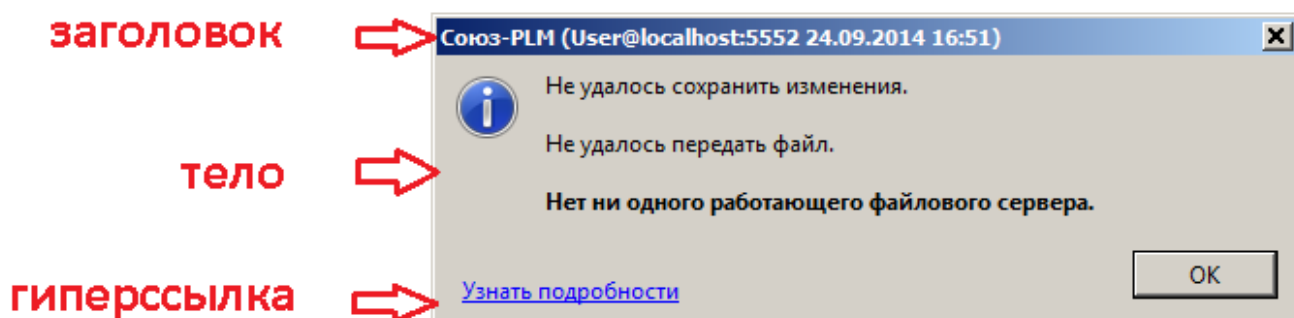 заголовок
Союз-PLM (User@localhost:5552 24.09.2014 16:51)
Не удалось сохранить изменения.
Не удалось передать файл.
тело
Нет ни одного работающего файлового сервера.
OK
гиперссылка
Узнать подробности